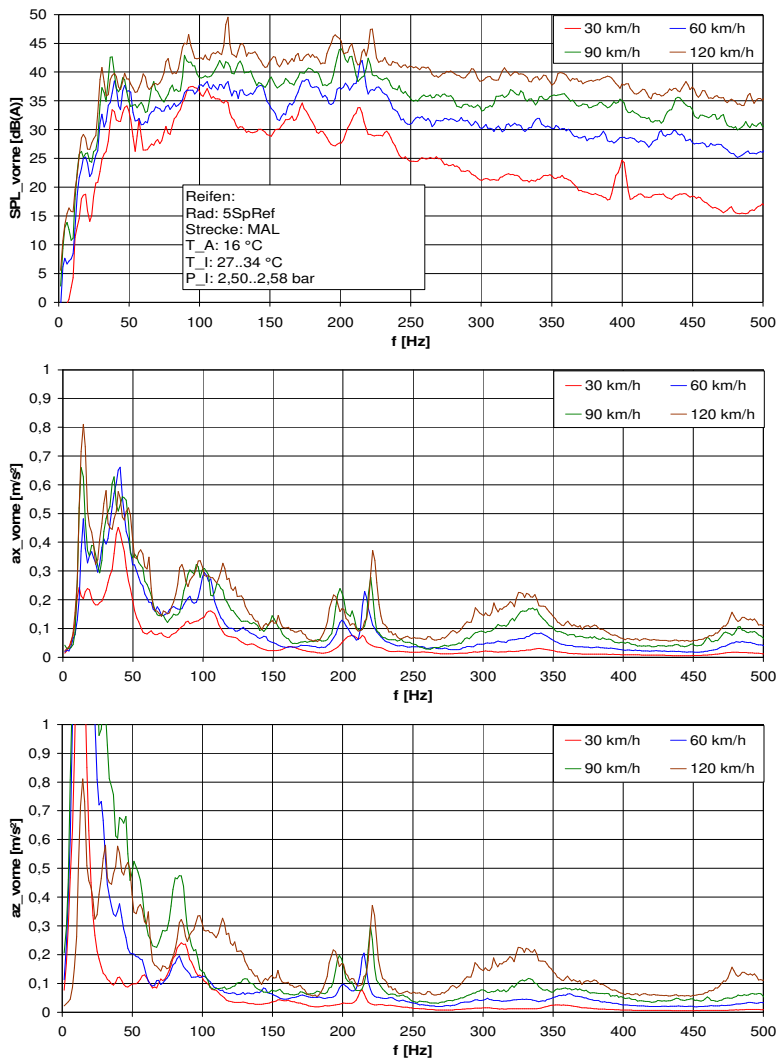 50
45
40
35
30
25
20
15
10
5
0
SPL_vorne [dB(A)]
30 km/h 60 km/h
90 km/h 120 km/h
Reifen:
Rad: 5SpRef
Strecke: MAL
T_A: 16 °C
T_I: 27..34 °C
P_I: 2,50..2,58 bar
0 50 100 150 200 250 300 350 400 450 500
f [Hz]
1
0,9
0,8
0,7
0,6
0,5
0,4
0,3
0,2
0,1
0
ax_vorne [m/s²]
30 km/h 60 km/h
90 km/h 120 km/h
0 50 100 150 200 250 300 350 400 450 500
f [Hz]
1
0,9
0,8
0,7
0,6
0,5
0,4
0,3
0,2
0,1
0
az_vorne [m/s²]
30 km/h 60 km/h
90 km/h 120 km/h
0 50 100 150 200 250 300 350 400 450 500
f [Hz]